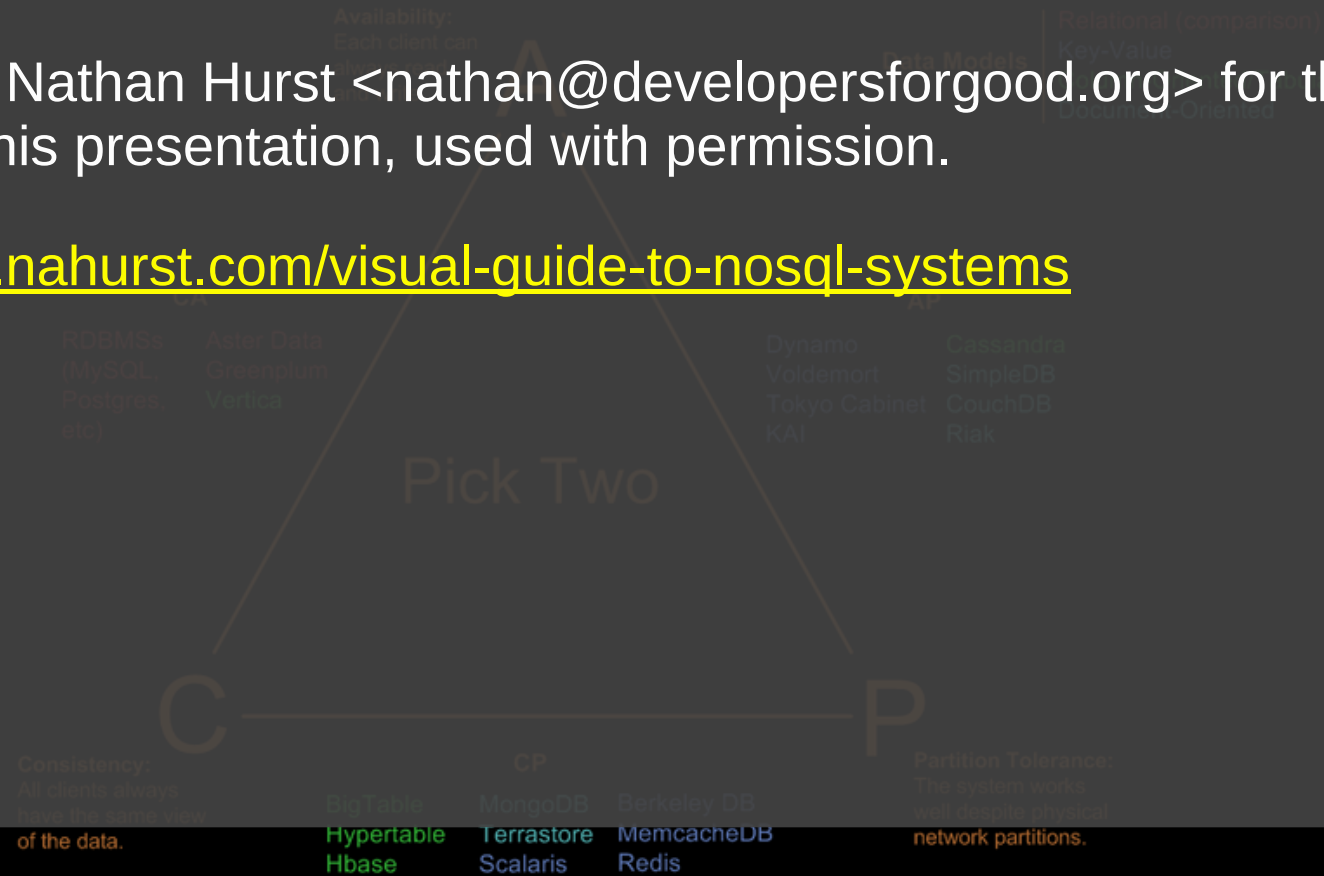 Availability:
Relational (comparison)
Each client can
Key-Value
Data Models
Nathan Hurst <nathan@developersforgood.org> for
Document-Oriented
his presentation, used with permission.
.nahurst.com/visual-guide-to-nosql-systems
CA
AP
RDBMSs Aster Data
(MySQL, Greenplum
Postgres, Vertica
etc)
Dynamo Cassandra
Voldemort SimpleDB
Tokyo Cabinet CouchDB
KAI Riak
Pick Two
A
C
P
Consistency:
All clients always
have the same view
of the data.
CP
BigTable MongoDB Berkeley DB
Hypertable Terrastore MemcacheDB
Hbase Scalaris Redis
Partition Tolerance:
The system works
well despite physical
network partitions.